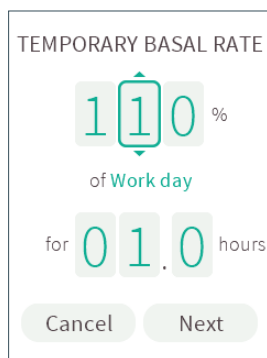 TEMPORARY BASAL RATE
110 %
of Work day
for 01.0 hours
Cancel Next